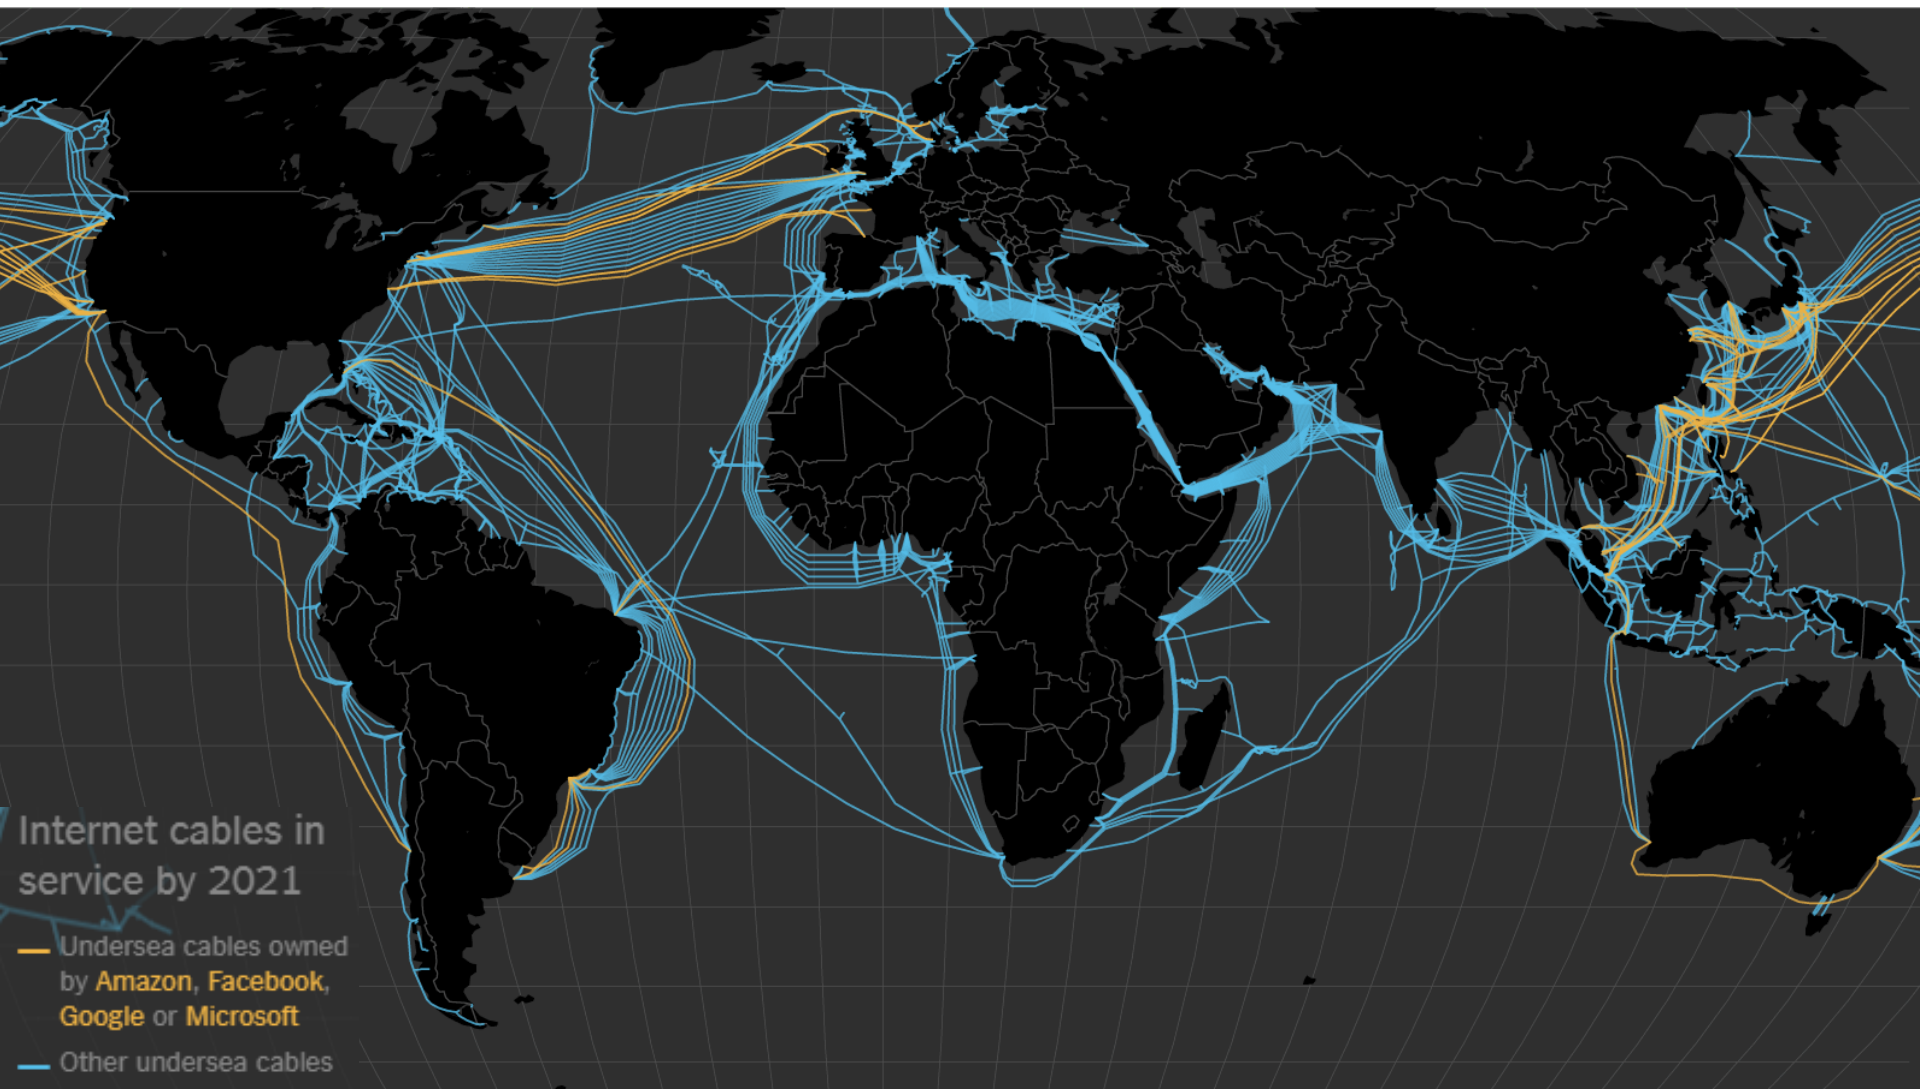 Internet cables in
service by 2021
Undersea cables owned
by Amazon, Facebook,
Google or Microsoft
Other undersea cables